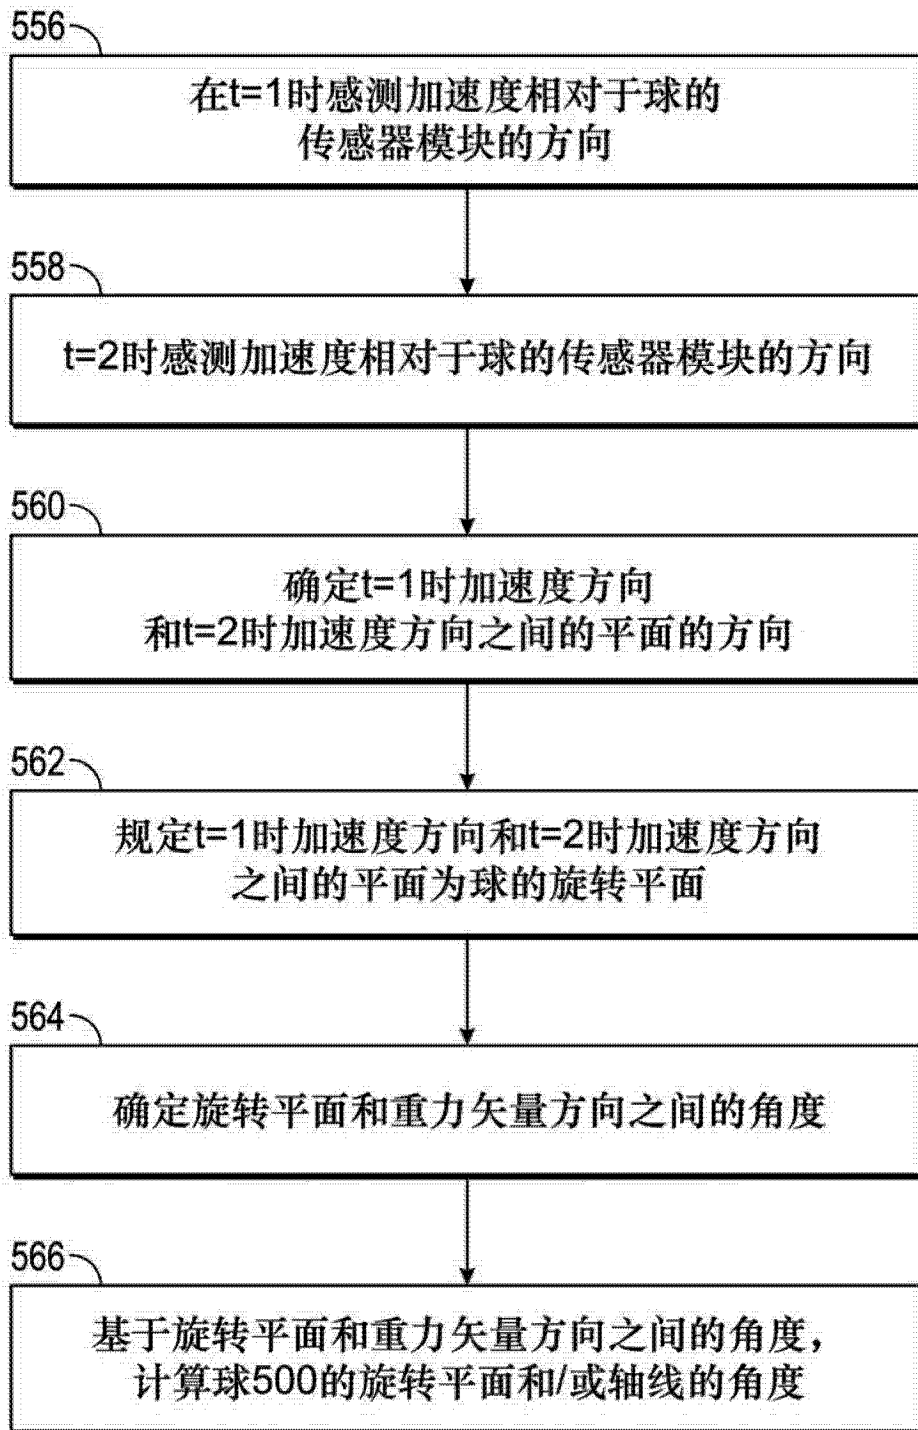 556
在t=1时感测加速度相对于球的
传感器模块的方向
558
t=2时感测加速度相对于球的传感器模块的方向
560
确定t=1时加速度方向
和t=2时加速度方向之间的平面的方向
562
规定t=1时加速度方向和t=2时加速度方向
之间的平面为球的旋转平面
564
确定旋转平面和重力矢量方向之间的角度
566
基于旋转平面和重力矢量方向之间的角度，
计算球500的旋转平面和/或轴线的角度